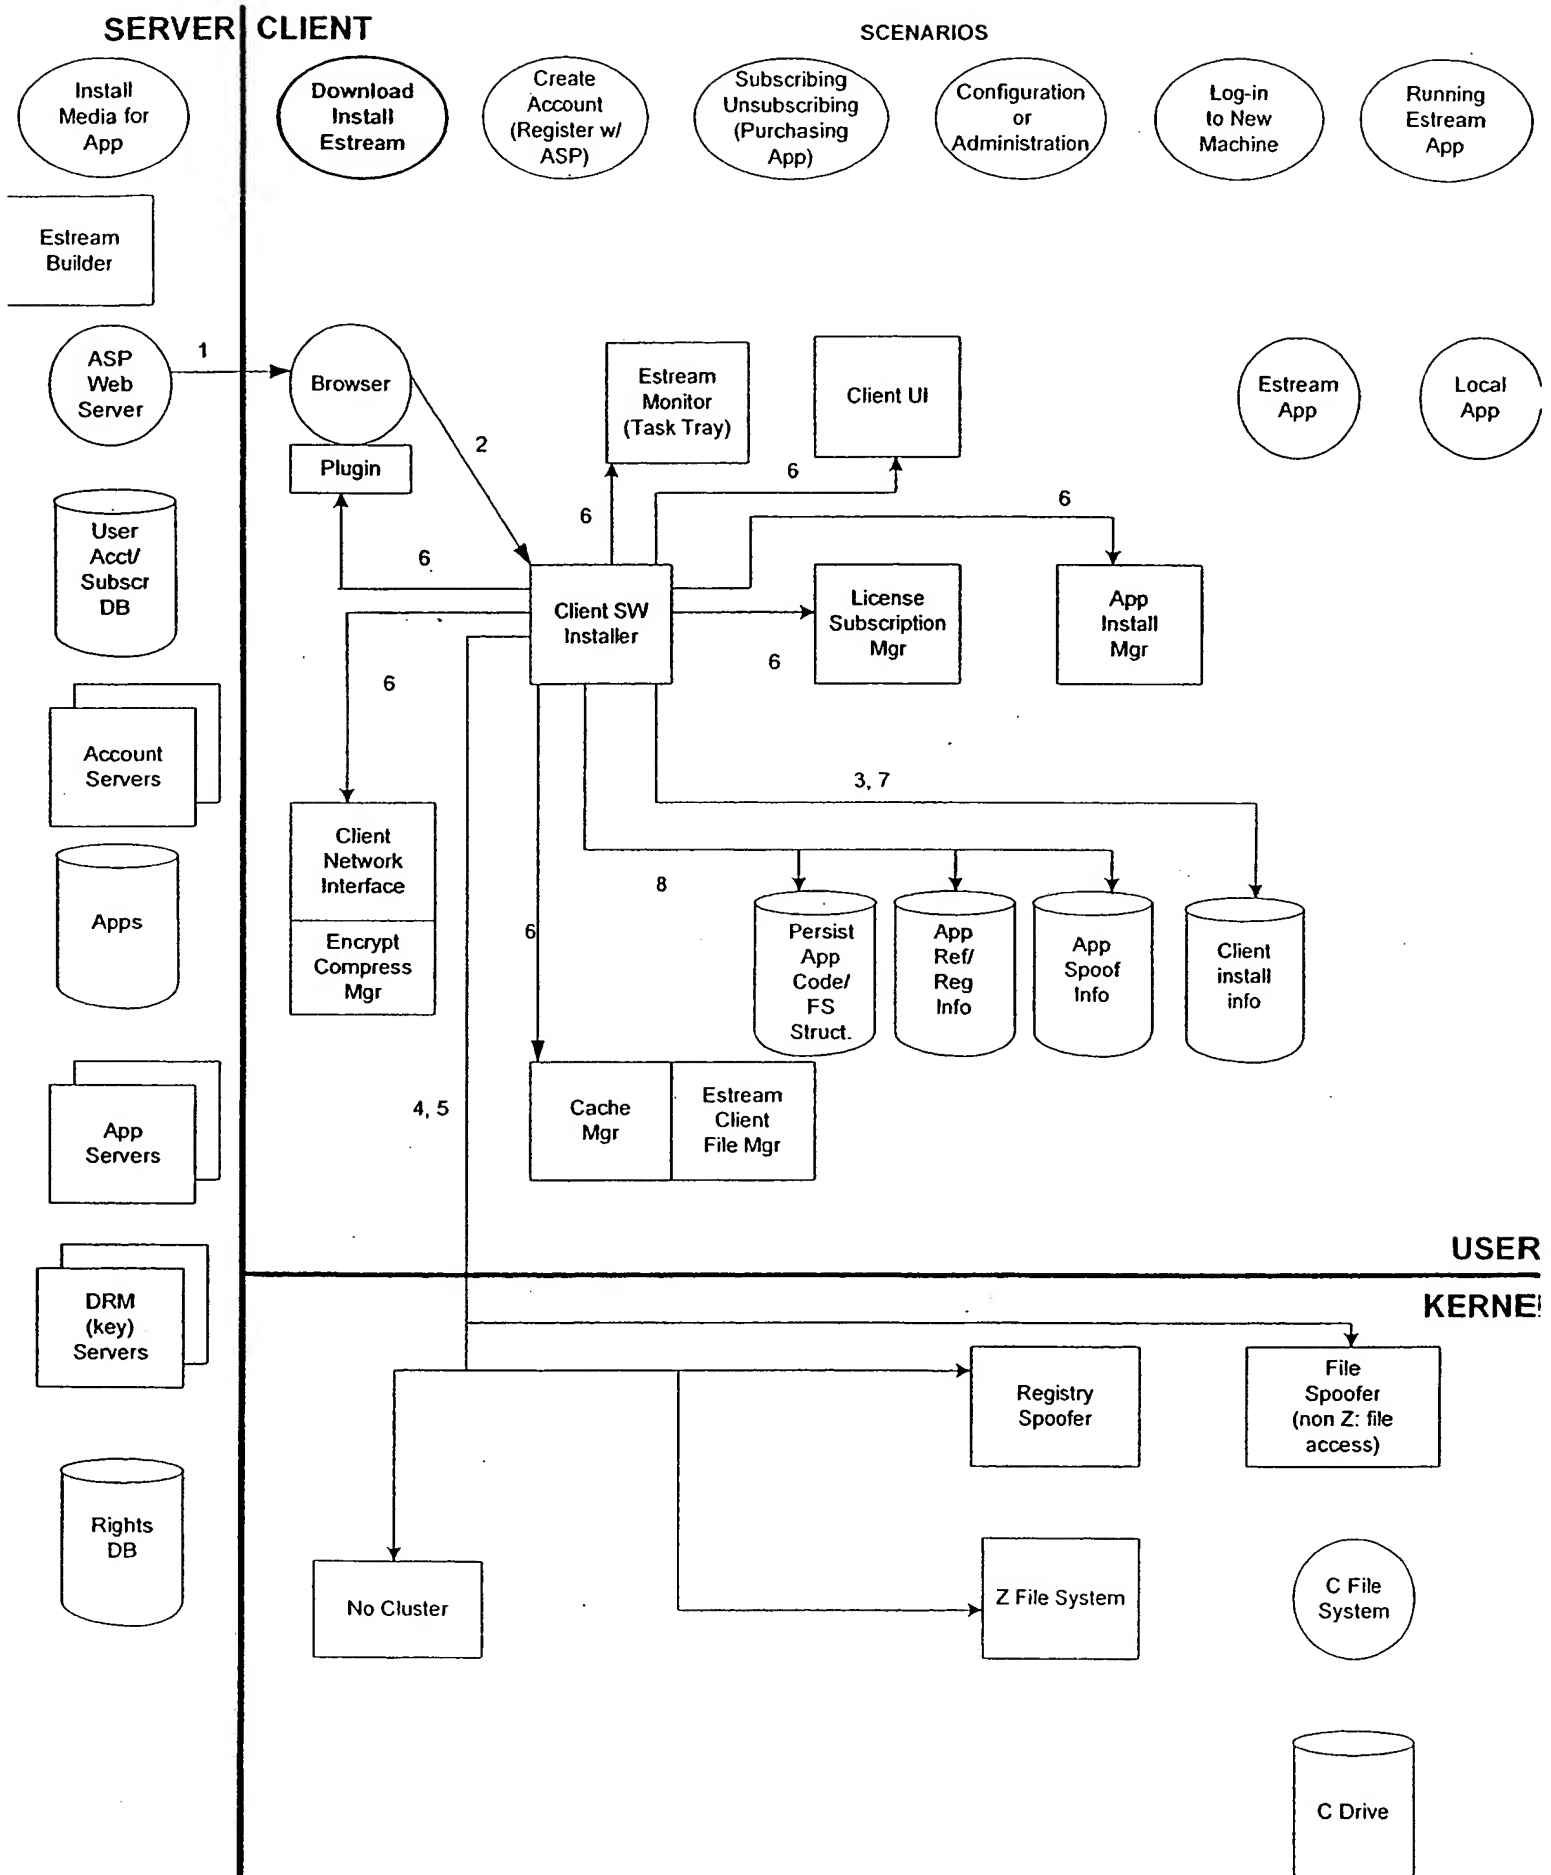 SERVER CLIENT
SCENARIOS
Install
Media for
App
Download
Install
Estream
Create
Account
(Register w/
ASP)
Subscribing
Unsubscribing
(Purchasing
App)
Configuration
or
Administration
Log-in
to New
Machine
Running
Estream
App
Estream
Builder
ASP
Web
Server
1
Browser
Plugin
2
Estream
Monitor
(Task Tray)
Client UI
Estream
App
Local
App
6
6
6
6
User
Acct/
Subscr
DB
Client SW
Installer
License
Subscription
Mgr
App
Install
Mgr
6
6
Account
Servers
3, 7
Client
Network
Interface
Encrypt
Compress
Mgr
8
6
Apps
Persist
App
Code/
FS
Struct.
App
Ref/
Reg
Info
App
Spoof
Info
Client
install
info
4, 5
Cache
Mgr
Estream
Client
File Mgr
App
Servers
USER
KERNE
DRM
(key)
Servers
Registry
Spoofer
File
Spoofer
(non Z: file
access)
Rights
DB
No Cluster
Z File System
C File
System
C Drive